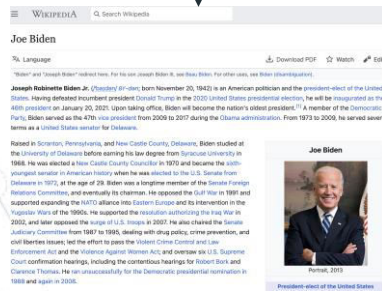 WIKIPEDIA
Search Wikipedia
Joe Biden
Language
Download PDF
Watch
Edit
"Biden" and "Joseph Biden" redirect here. For his son Joseph Biden III, see Beau Biden. For other uses, see Biden (disambiguation).
Joseph Robinette Biden Jr. (/ˈbaɪdən/ BY-dən; born November 20, 1942) is an American politician and the president-elect of the United
States. Having defeated incumbent president Donald Trump in the 2020 United States presidential election, he will be inaugurated as the
46th president on January 20, 2021. Upon taking office, Biden will become the nation's oldest president.[1] A member of the Democratic
Party, Biden served as the 47th vice president from 2009 to 2017 during the Obama administration. From 1973 to 2009, he served seven
terms as a United States senator for Delaware.
Raised in Scranton, Pennsylvania, and New Castle County, Delaware, Biden studied at
the University of Delaware before earning his law degree from Syracuse University in
1968. He was elected a New Castle County Councillor in 1970 and became the sixth-
youngest senator in American history when he was elected to the U.S. Senate from
Delaware in 1972, at the age of 29. Biden was a longtime member of the Senate Foreign
Relations Committee, and eventually its chairman. He opposed the Gulf War in 1991 and
supported expanding the NATO alliance into Eastern Europe and its intervention in the
Yugoslav Wars of the 1990s. He supported the resolution authorizing the Iraq War in
2002, and later opposed the surge of U.S. troops in 2007. He also chaired the Senate
Judiciary Committee from 1987 to 1995, dealing with drug policy, crime prevention, and
civil liberties issues; led the effort to pass the Violent Crime Control and Law
Enforcement Act and the Violence Against Women Act; and oversaw six U.S. Supreme
Court confirmation hearings, including the contentious hearings for Robert Bork and
Clarence Thomas. He ran unsuccessfully for the Democratic presidential nomination in
1988 and again in 2008.
Joe Biden
Portrait, 2013
President-elect of the United States